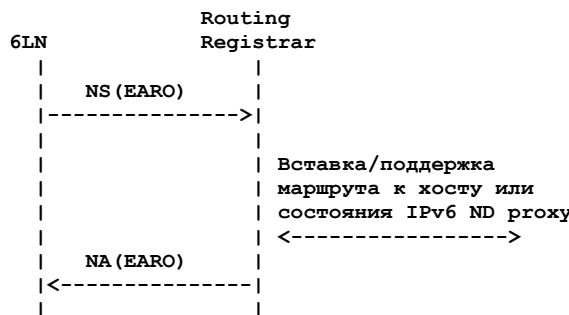 Routing
6LN Registrar
NS(EARO)
Вставка/поддержка
маршрута к хосту или
состояния IPv6 ND proxy
NA(EARO)